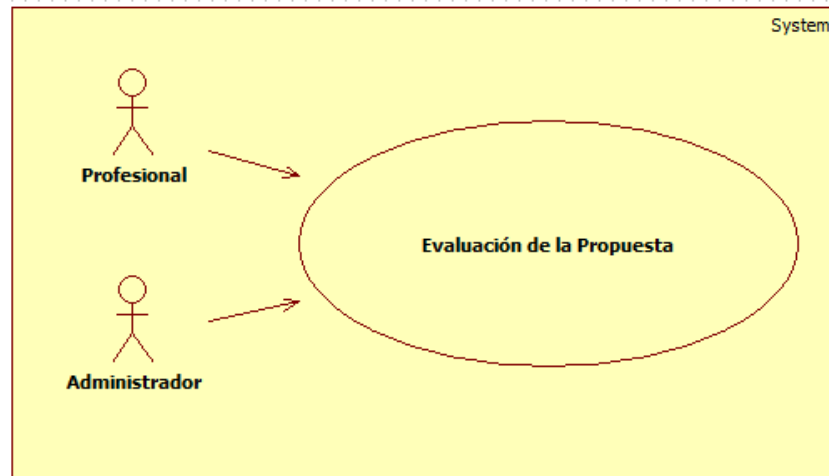 System
Profesional
Evaluación de la Propuesta
Administrador